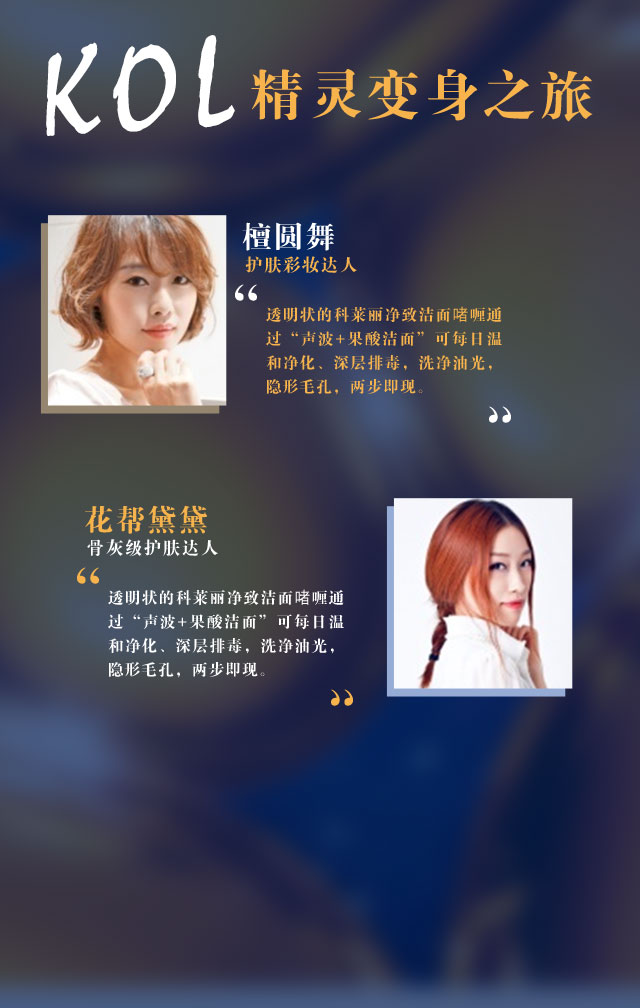 KOL 精灵变身之旅
檀圆舞
护肤彩妆达人
“
透明状的科莱丽净致洁面啫喱通
过“声波+果酸洁面”可每日温
和净化、深层排毒，洗净油光，
隐形毛孔，两步即现。
”
花帮黛黛
骨灰级护肤达人
“
透明状的科莱丽净致洁面啫喱通
过“声波+果酸洁面”可每日温
和净化、深层排毒，洗净油光，
隐形毛孔，两步即现。
”